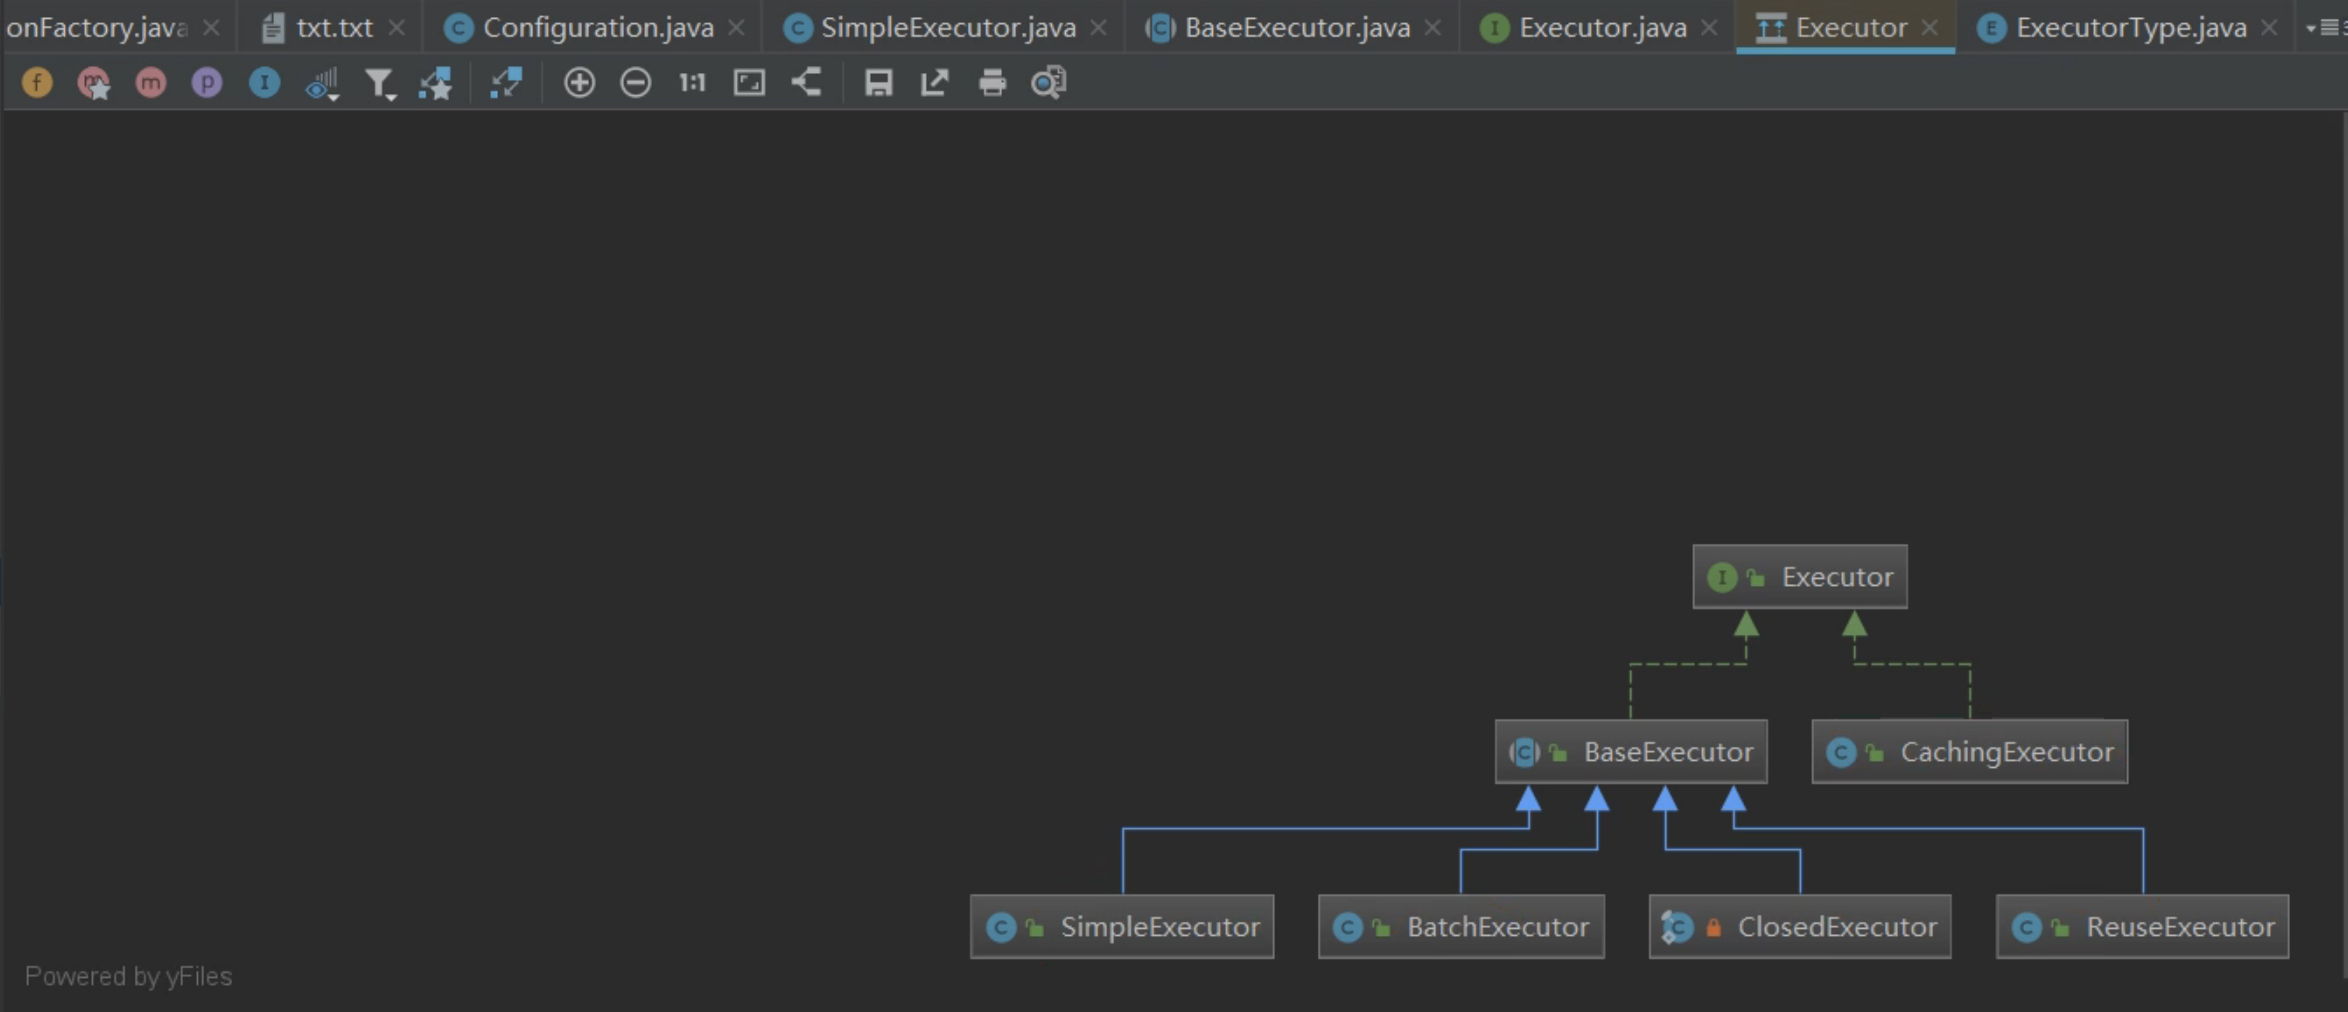 onFactory.java txt.txt Configuration.java SimpleExecutor.java BaseExecutor.java Executor.java Executor ExecutorType.java
1:1
Executor
BaseExecutor CachingExecutor
SimpleExecutor BatchExecutor ClosedExecutor ReuseExecutor
Powered by yFiles